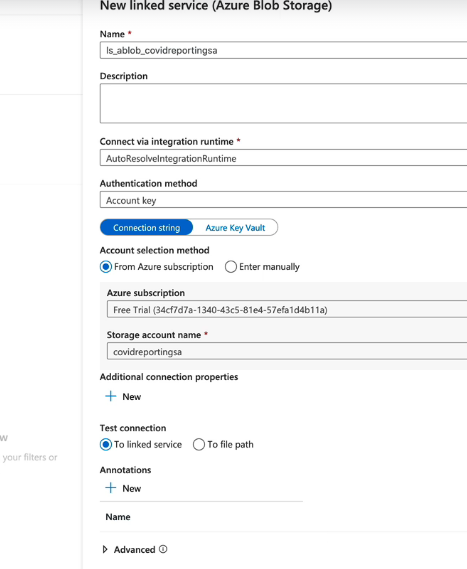 New linked service (Azure Blob Storage)
Name *
ls_ablob_covidreportingsa
Description
Connect via integration runtime *
AutoResolveIntegrationRuntime
Authentication method
Account key
Connection string Azure Key Vault
Account selection method
From Azure subscription Enter manually
Azure subscription
Free Trial (34cf7d7a-1340-43c5-81e4-57efa1d4b11a)
Storage account name *
covidreportingsa
Additional connection properties
New
Test connection
To linked service To file path
w
your filters or
Annotations
New
Name
Advanced